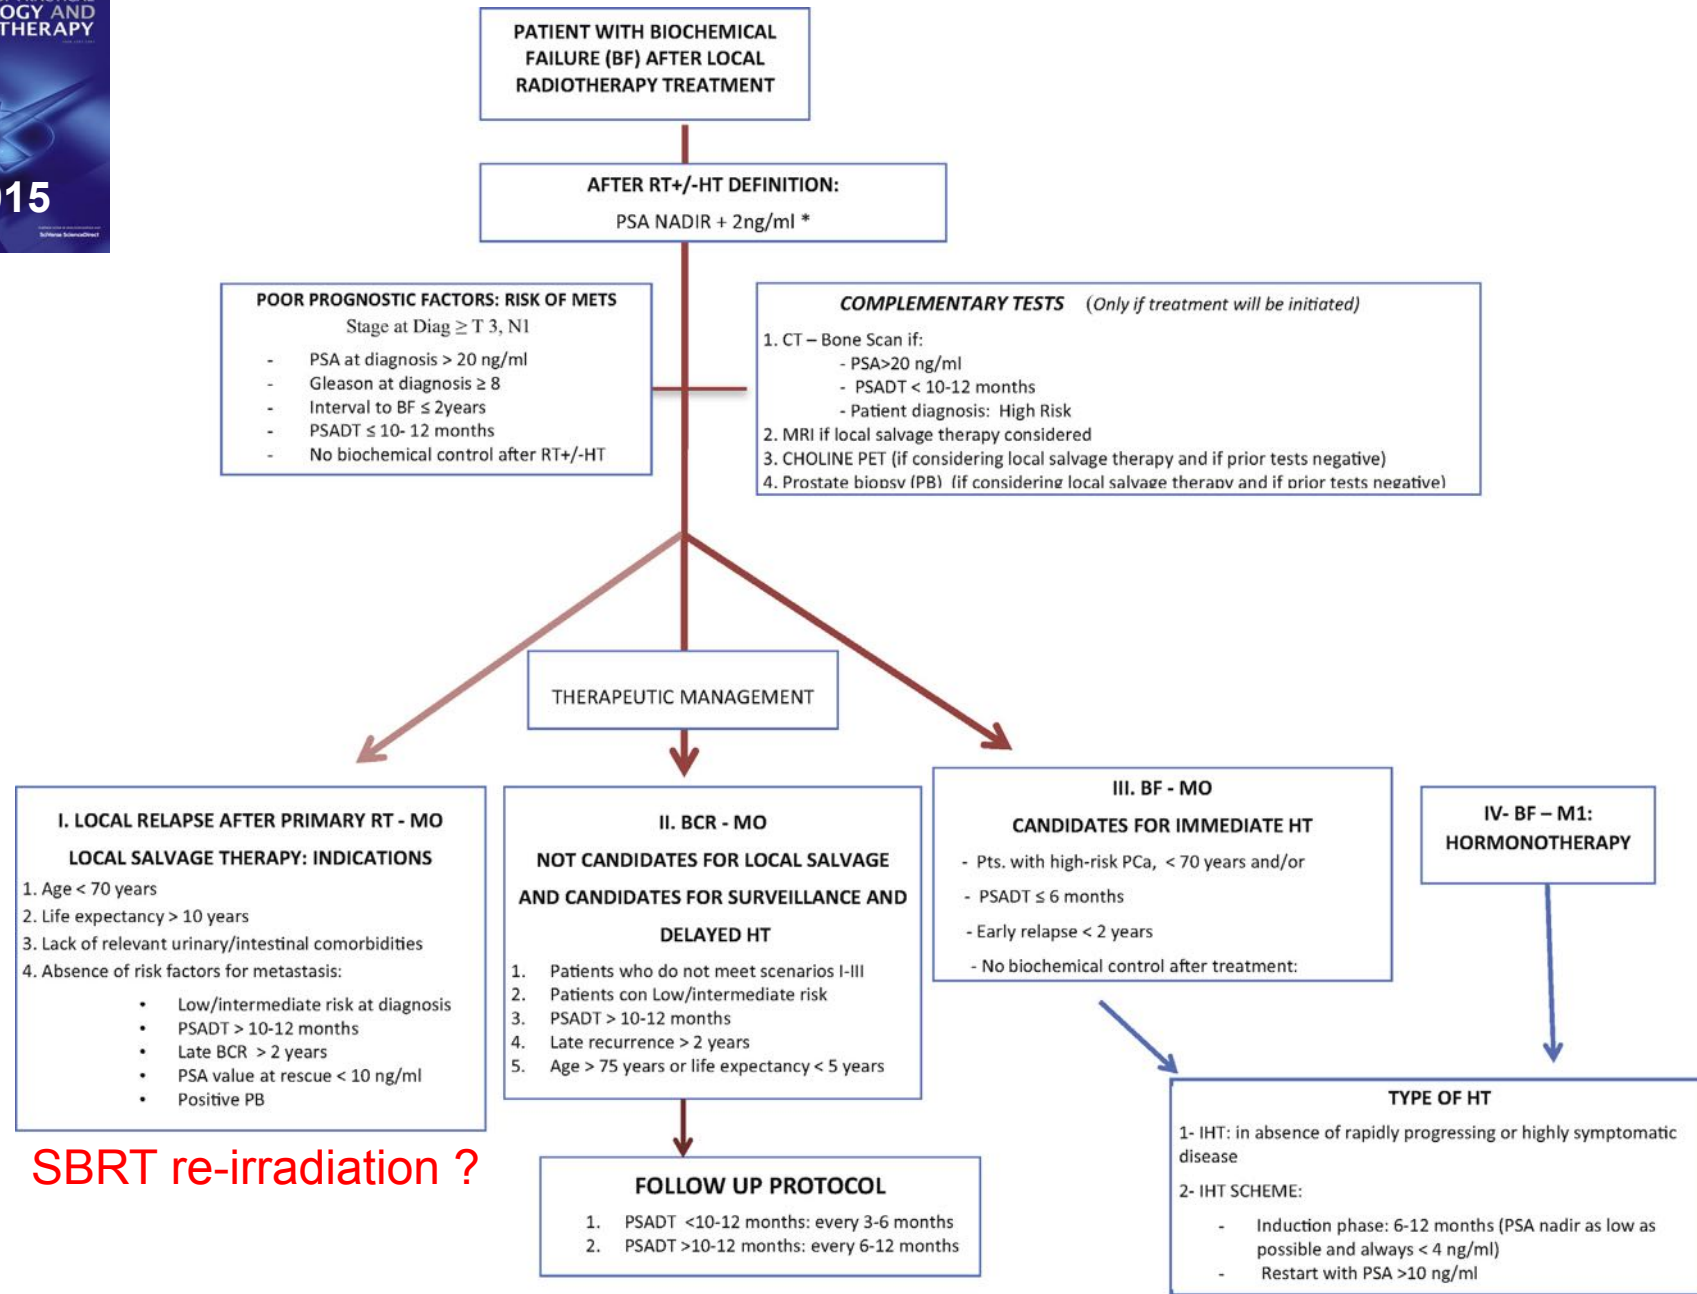 OGY AND
THERAPY
015
SciVerse ScienceDirect
PATIENT WITH BIOCHEMICAL
FAILURE (BF) AFTER LOCAL
RADIOTHERAPY TREATMENT
AFTER RT+/-HT DEFINITION:
PSA NADIR + 2ng/ml *
POOR PROGNOSTIC FACTORS: RISK OF METS
Stage at Diag ≥ T 3, N1
- PSA at diagnosis > 20 ng/ml
- Gleason at diagnosis ≥ 8
- Interval to BF ≤ 2years
- PSADT ≤ 10- 12 months
- No biochemical control after RT+/-HT
COMPLEMENTARY TESTS (Only if treatment will be initiated)
1. CT – Bone Scan if:
- PSA>20 ng/ml
- PSADT < 10-12 months
- Patient diagnosis: High Risk
2. MRI if local salvage therapy considered
3. CHOLINE PET (if considering local salvage therapy and if prior tests negative)
4. Prostate biopsy (PB) (if considering local salvage therapy and if prior tests negative)
THERAPEUTIC MANAGEMENT
I. LOCAL RELAPSE AFTER PRIMARY RT - MO
LOCAL SALVAGE THERAPY: INDICATIONS
1. Age < 70 years
2. Life expectancy > 10 years
3. Lack of relevant urinary/intestinal comorbidities
4. Absence of risk factors for metastasis:
• Low/intermediate risk at diagnosis
• PSADT > 10-12 months
• Late BCR > 2 years
• PSA value at rescue < 10 ng/ml
• Positive PB
SBRT re-irradiation ?
II. BCR - MO
NOT CANDIDATES FOR LOCAL SALVAGE
AND CANDIDATES FOR SURVEILLANCE AND
DELAYED HT
1. Patients who do not meet scenarios I-III
2. Patients con Low/intermediate risk
3. PSADT > 10-12 months
4. Late recurrence > 2 years
5. Age > 75 years or life expectancy < 5 years
FOLLOW UP PROTOCOL
1. PSADT <10-12 months: every 3-6 months
2. PSADT >10-12 months: every 6-12 months
III. BF - MO
CANDIDATES FOR IMMEDIATE HT
- Pts. with high-risk PCa, < 70 years and/or
- PSADT ≤ 6 months
- Early relapse < 2 years
- No biochemical control after treatment:
IV- BF – M1:
HORMONOTHERAPY
TYPE OF HT
1- IHT: in absence of rapidly progressing or highly symptomatic
disease
2- IHT SCHEME:
- Induction phase: 6-12 months (PSA nadir as low as
possible and always < 4 ng/ml)
- Restart with PSA >10 ng/ml